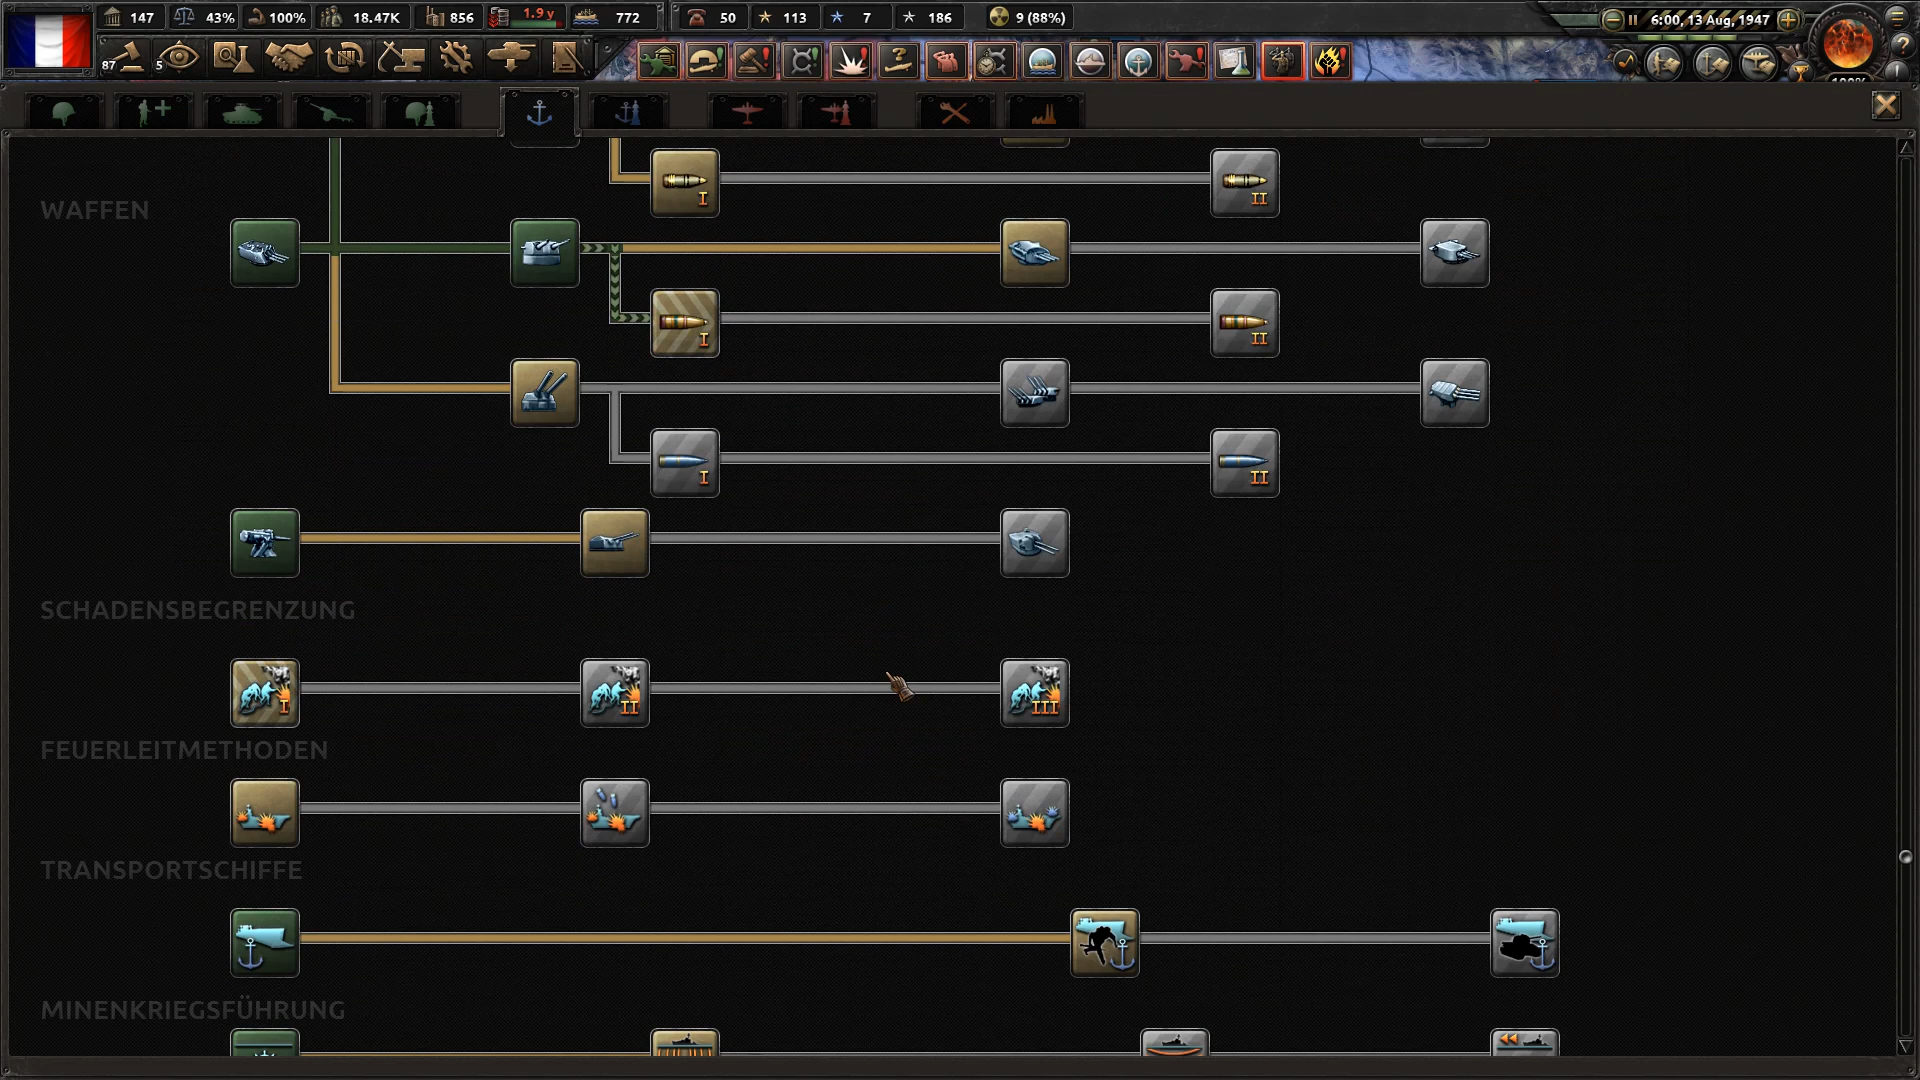 147 43% 100% 18.47K 856 1.9 y 772 50 113 7 186 9 (88%) 6:00, 13 Aug, 1947
87 5
100%
I II
WAFFEN
I II
I II
SCHADENSBEGRENZUNG
I II III
FEUERLEITMETHODEN
TRANSPORTSCHIFFE
MINENKRIEGSFÜHRUNG